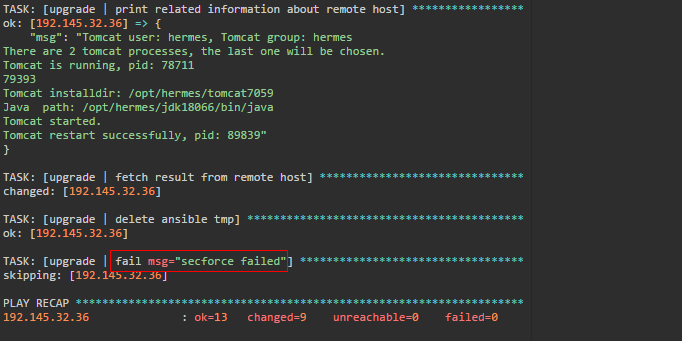 TASK: [upgrade | print related information about remote host] *****************
ok: [192.145.32.36] => {
    "msg": "Tomcat user: hermes, Tomcat group: hermes
There are 2 tomcat processes, the last one will be chosen.
Tomcat is running, pid: 78711
79393
Tomcat installdir: /opt/hermes/tomcat7059
Java  path: /opt/hermes/jdk18066/bin/java
Tomcat started.
Tomcat restart successfully, pid: 89839"
}
TASK: [upgrade | fetch result from remote host] *******************************
changed: [192.145.32.36]
TASK: [upgrade | delete ansible tmp] ******************************************
ok: [192.145.32.36]
TASK: [upgrade | fail msg="secforce failed"] **********************************
skipping: [192.145.32.36]
PLAY RECAP ********************************************************************
192.145.32.36              : ok=13   changed=9    unreachable=0    failed=0